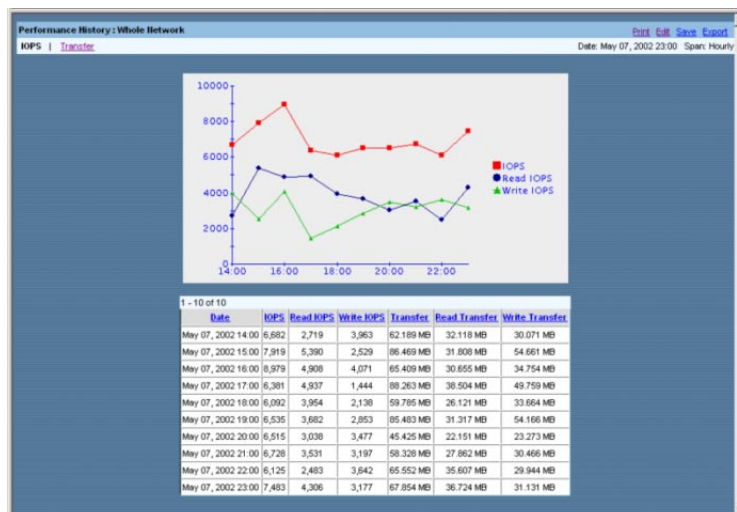 Performance History : Whole Network
Print Edit Save Export
IOPS | Transfer
Date: May 07, 2002 23:00 Span: Hourly
10000
8000
6000
4000
2000
0
14:00 16:00 18:00 20:00 22:00
IOPS
Read IOPS
Write IOPS
1 - 10 of 10
Date IOPS Read IOPS Write IOPS Transfer Read Transfer Write Transfer
May 07, 2002 14:00 6,682 2,719 3,963 62.189 MB 32.118 MB 30.071 MB
May 07, 2002 15:00 7,919 5,390 2,529 86.469 MB 31.808 MB 54.661 MB
May 07, 2002 16:00 8,979 4,908 4,071 65.409 MB 30.655 MB 34.754 MB
May 07, 2002 17:00 6,381 4,937 1,444 88.263 MB 38.504 MB 49.759 MB
May 07, 2002 18:00 6,092 3,954 2,138 59.785 MB 26.121 MB 33.664 MB
May 07, 2002 19:00 6,535 3,682 2,853 85.483 MB 31.317 MB 54.166 MB
May 07, 2002 20:00 6,515 3,038 3,477 45.425 MB 22.151 MB 23.273 MB
May 07, 2002 21:00 6,728 3,531 3,197 58.328 MB 27.862 MB 30.466 MB
May 07, 2002 22:00 6,125 2,483 3,642 65.552 MB 35.607 MB 29.944 MB
May 07, 2002 23:00 7,483 4,306 3,177 67.854 MB 36.724 MB 31.131 MB